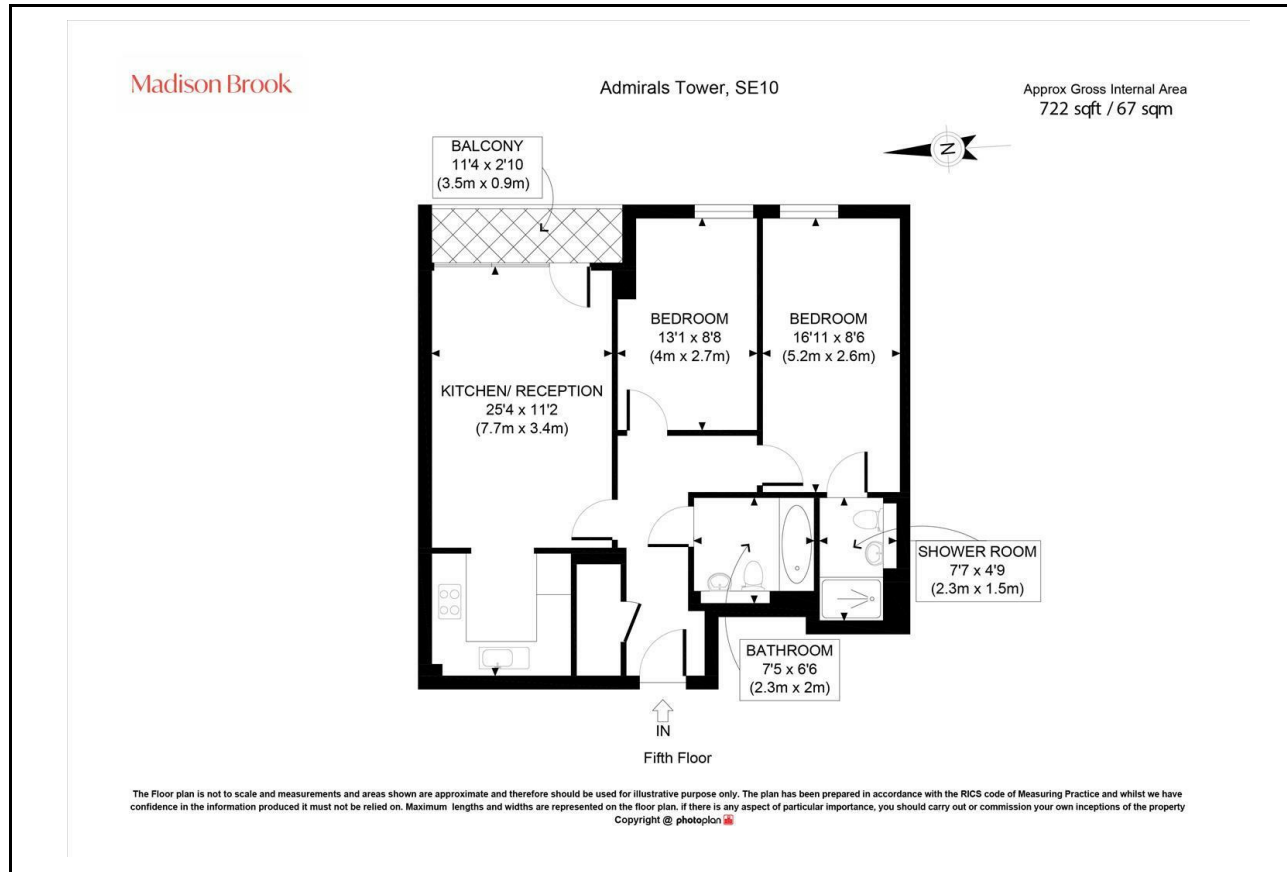 Madison Brook
Admirals Tower, SE10
Approx Gross Internal Area
722 sqft / 67 sqm
N
BALCONY
11'4 x 2'10
(3.5m x 0.9m)
BEDROOM
13'1 x 8'8
(4m x 2.7m)
BEDROOM
16'11 x 8'6
(5.2m x 2.6m)
KITCHEN/ RECEPTION
25'4 x 11'2
(7.7m x 3.4m)
SHOWER ROOM
7'7 x 4'9
(2.3m x 1.5m)
BATHROOM
7'5 x 6'6
(2.3m x 2m)
IN
Fifth Floor
The Floor plan is not to scale and measurements and areas shown are approximate and therefore should be used for illustrative purpose only. The plan has been prepared in accordance with the RICS code of Measuring Practice and whilst we have
confidence in the information produced it must not be relied on. Maximum lengths and widths are represented on the floor plan. if there is any aspect of particular importance, you should carry out or commission your own inceptions of the property
Copyright @ photoplan